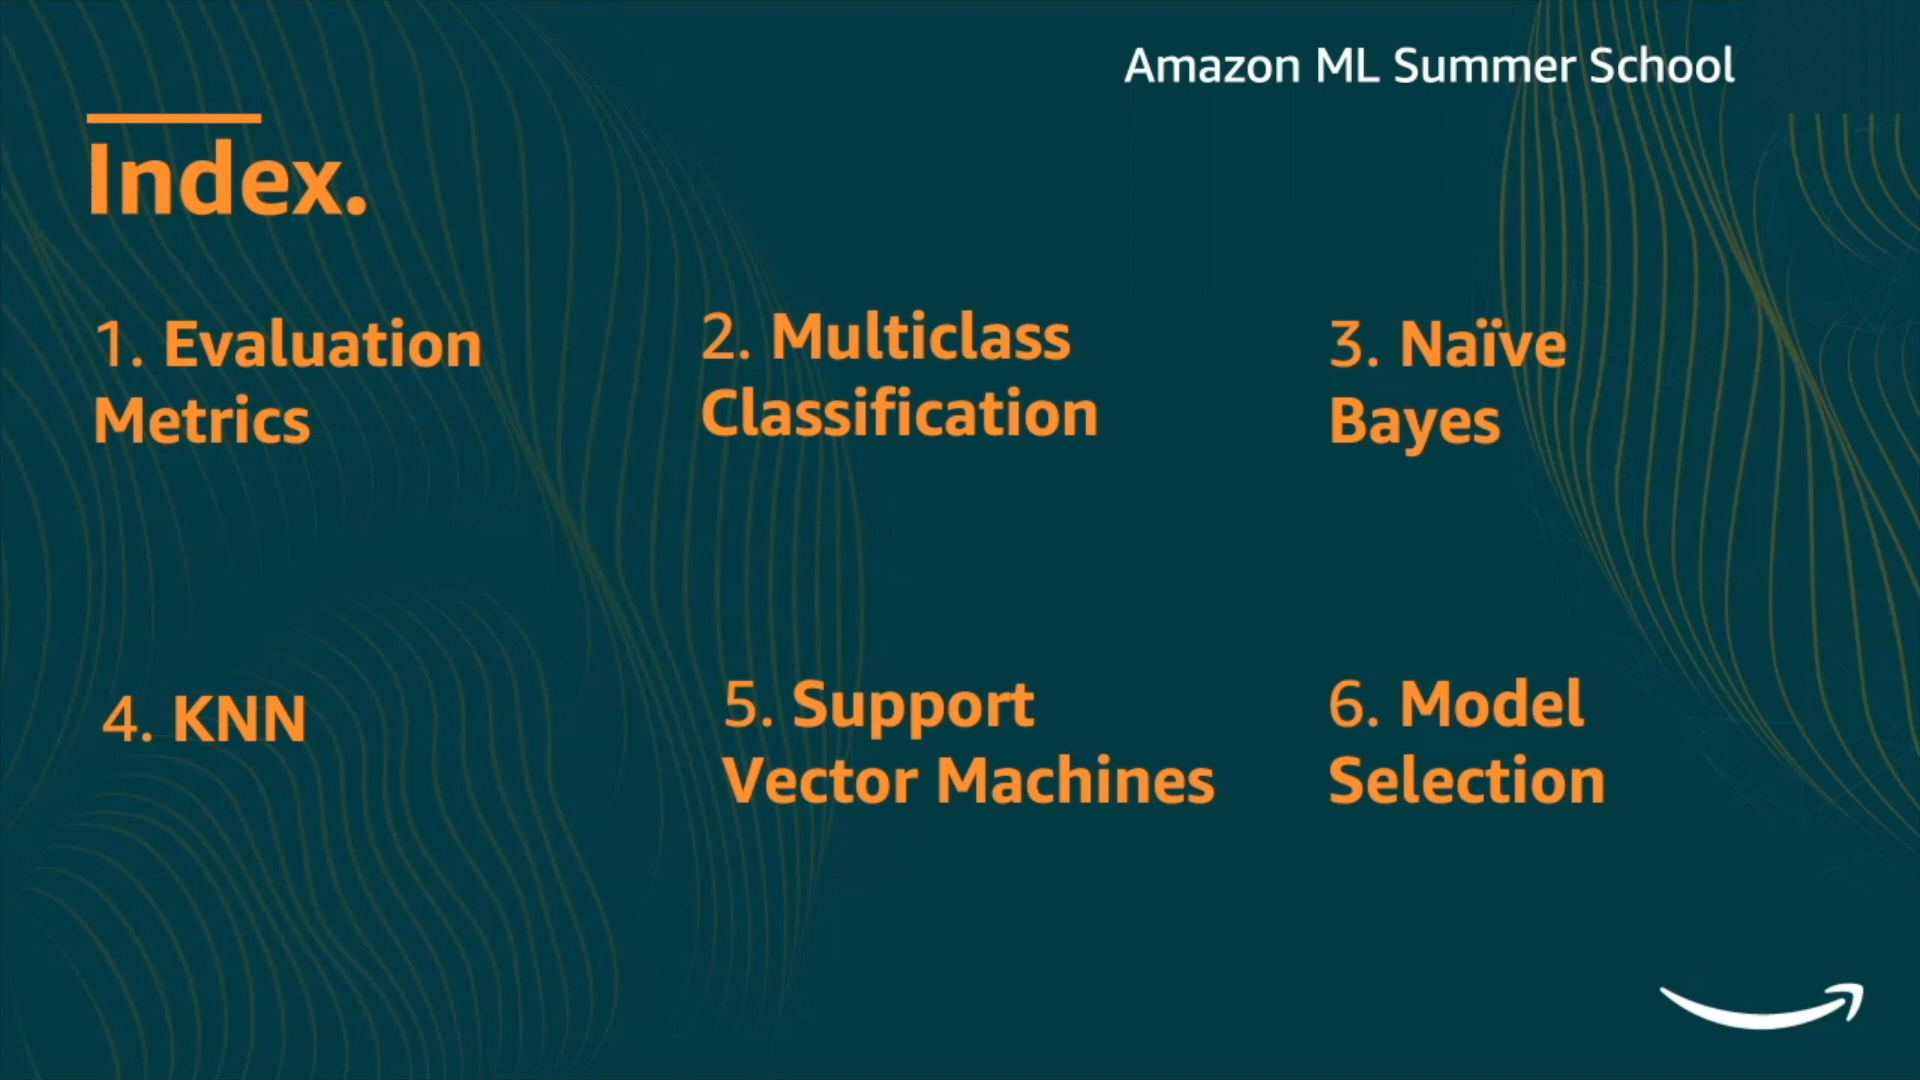 Amazon ML Summer School
Index.
1. Evaluation
Metrics
2. Multiclass
Classification
3. Naïve
Bayes
4. KNN
5. Support
Vector Machines
6. Model
Selection